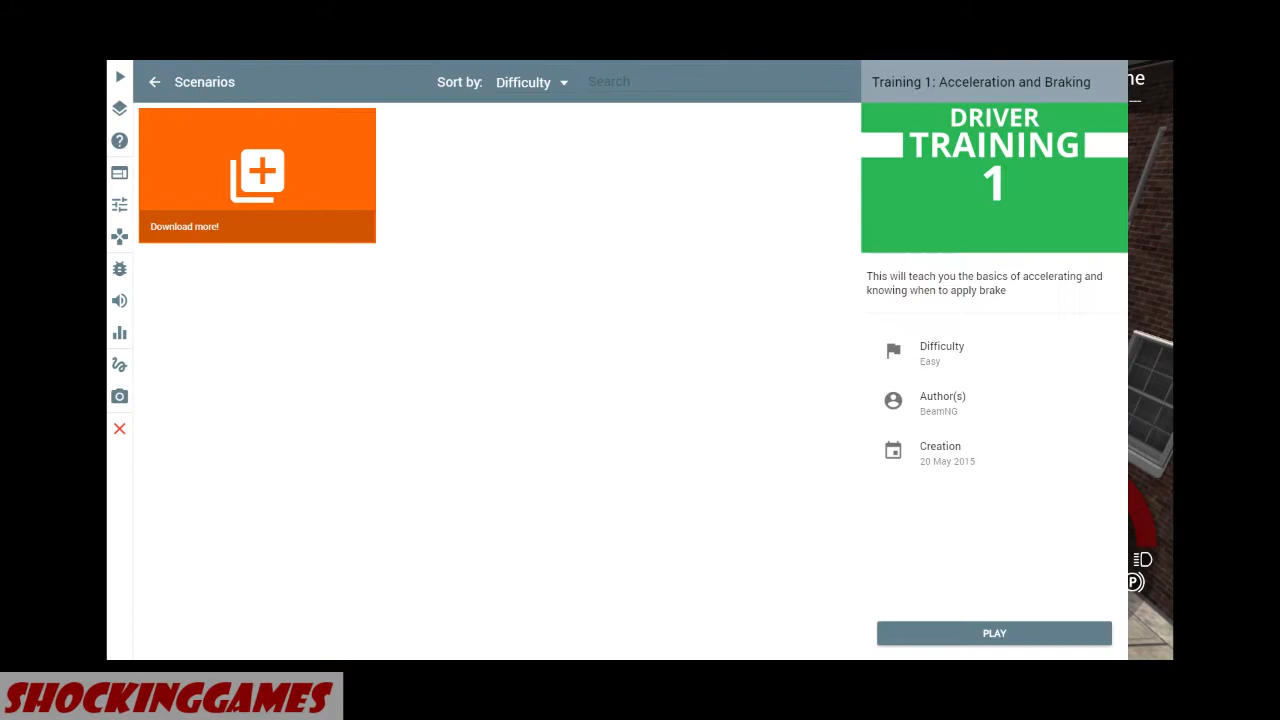 Scenarios
Sort by: Difficulty
Search
Training 1: Acceleration and Braking
me
Download more!
DRIVER
TRAINING
1
This will teach you the basics of accelerating and
knowing when to apply brake
Difficulty
Easy
Author(s)
BeamNG
Creation
20 May 2015
P
PLAY
SHOCKINGGAMES